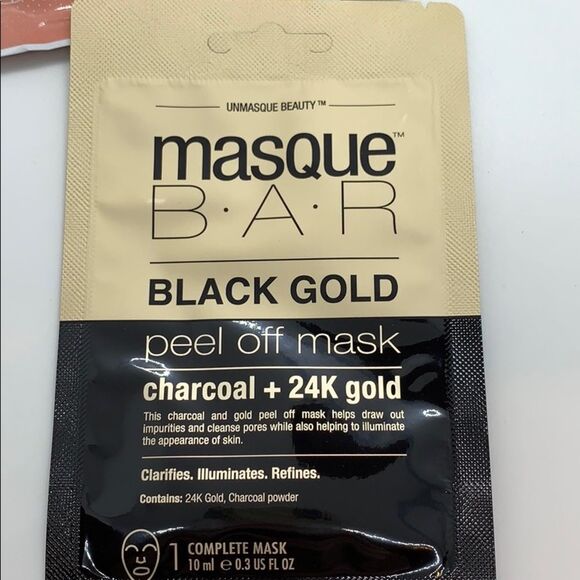 UNMASQUE BEAUTY™
masque™
B·A·R
BLACK GOLD
peel off mask
charcoal + 24K gold
This charcoal and gold peel off mask helps draw out
impurities and cleanse pores while also helping to illuminate
the appearance of skin.
Clarifies. Illuminates. Refines.
Contains: 24K Gold, Charcoal powder
1 COMPLETE MASK
10 ml ℮ 0.3 US FL OZ